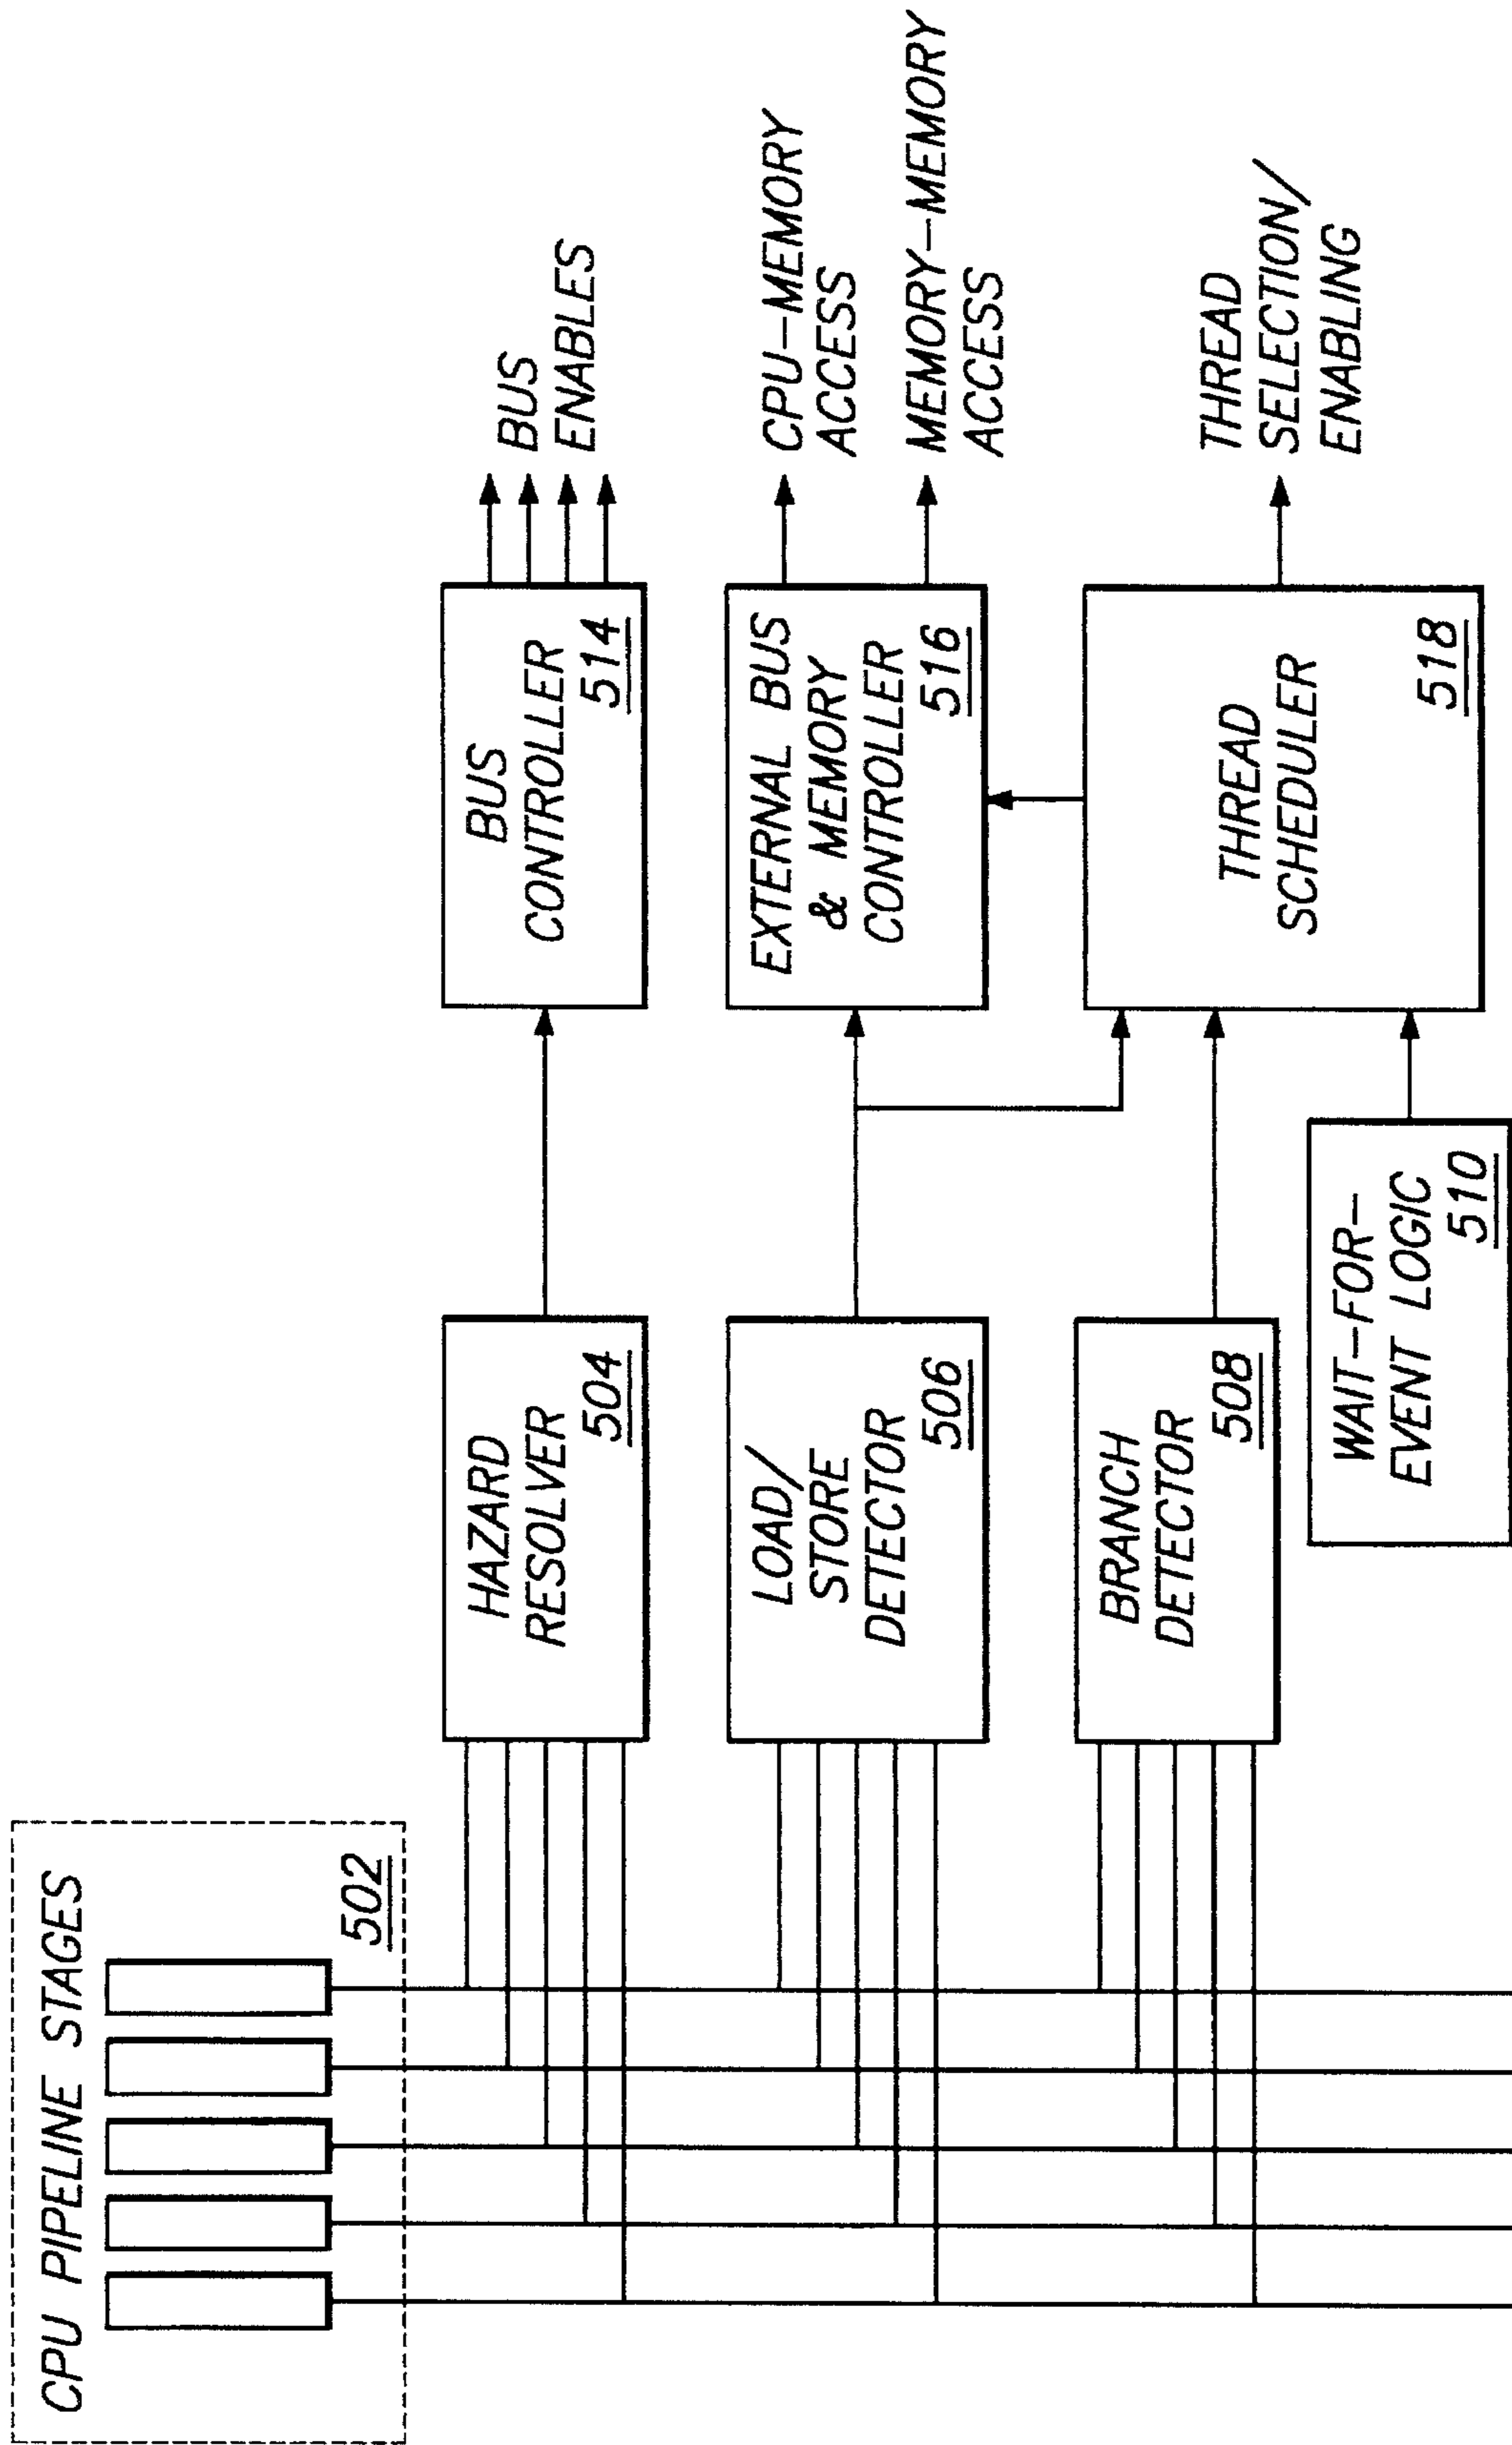 CPU PIPELINE STAGES
502
HAZARD
RESOLVER
504
BUS
CONTROLLER
514
BUS
ENABLES
LOAD/
STORE
DETECTOR
506
EXTERNAL BUS
& MEMORY
CONTROLLER
516
CPU–MEMORY
ACCESS
MEMORY–MEMORY
ACCESS
BRANCH
DETECTOR
508
THREAD
SCHEDULER
518
THREAD
SELECTION/
ENABLING
WAIT–FOR–
EVENT LOGIC
510